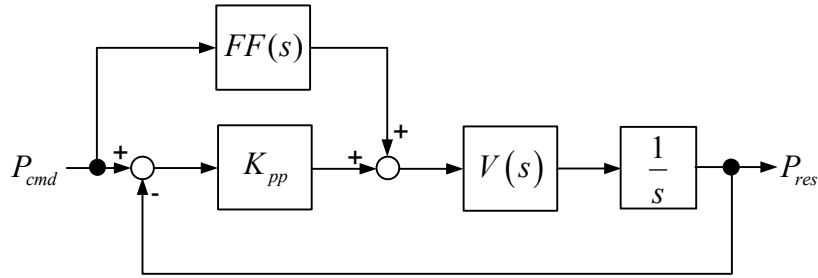 FF(s)
+
P_cmd
+
-
K_pp
+
V(s)
1/s
P_res